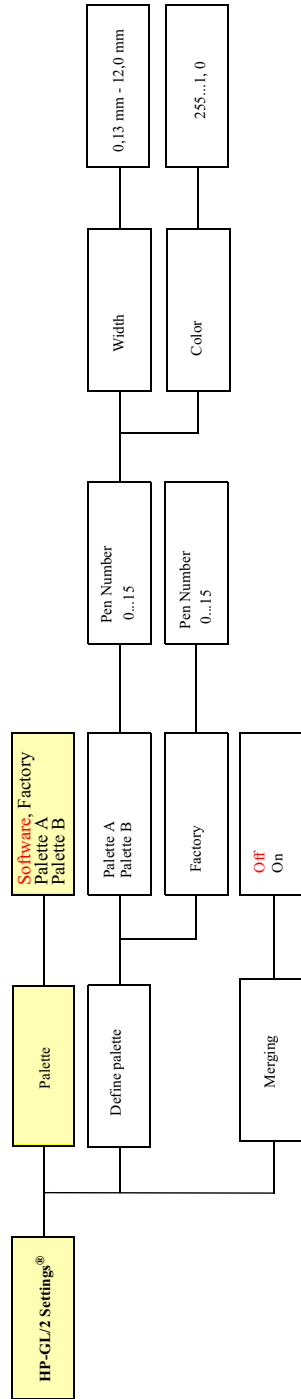 HP-GL/2 Settings®
Palette
Software, Factory
Palette A
Palette B
Define palette
Palette A
Palette B
Pen Number
0...15
Width
0,13 mm - 12,0 mm
Color
255...1, 0
Factory
Pen Number
0...15
Merging
Off
On